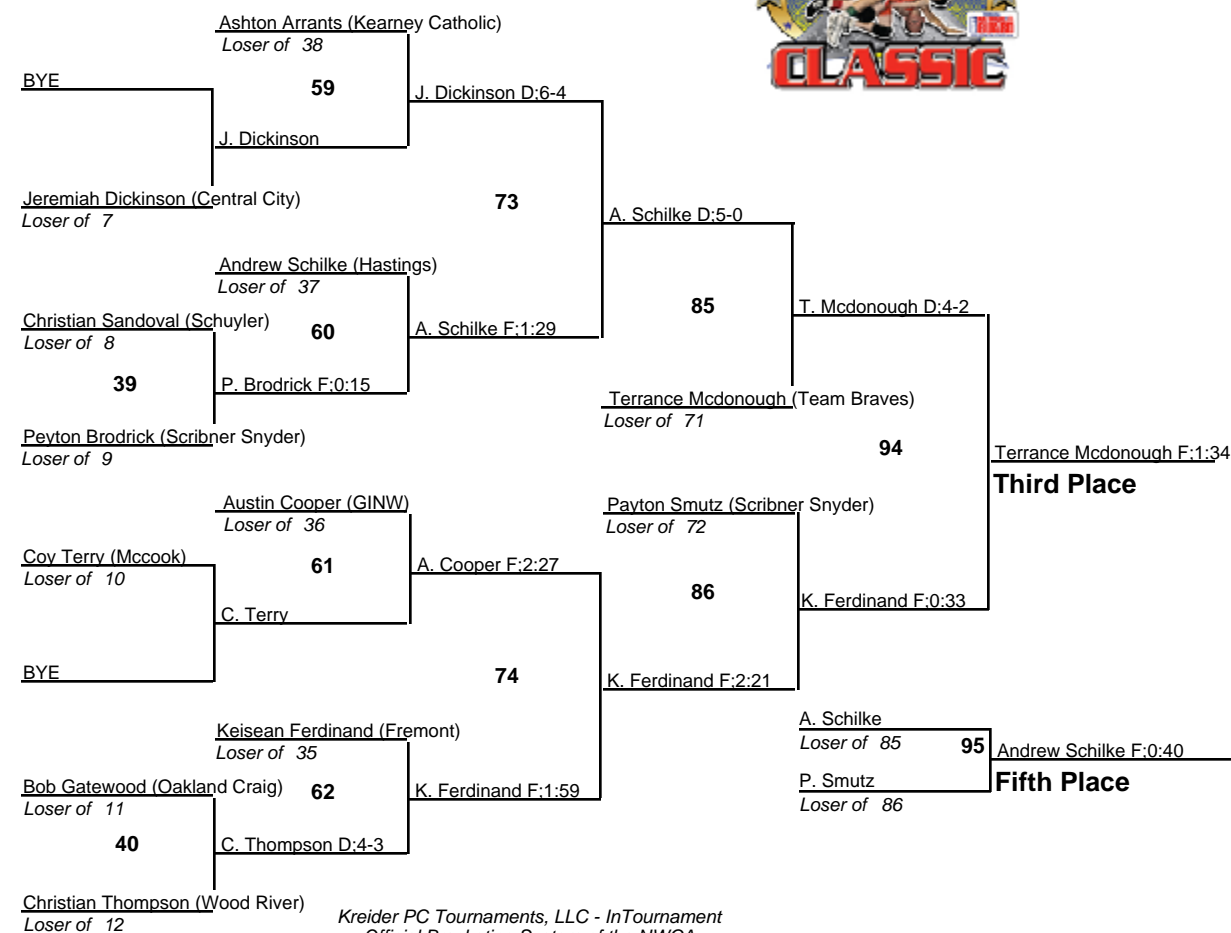 Ashton Arrants (Kearney Catholic)
Loser of 38
CLASSIC
BYE
59
J. Dickinson D;6-4
J. Dickinson
Jeremiah Dickinson (Central City)
Loser of 7
73
A. Schilke D;5-0
Andrew Schilke (Hastings)
Loser of 37
Christian Sandoval (Schuyler)
Loser of 8
60
A. Schilke F;1:29
85
T. Mcdonough D;4-2
39
P. Brodrick F;0:15
Terrance Mcdonough (Team Braves)
Loser of 71
Peyton Brodrick (Scribner Snyder)
Loser of 9
94
Terrance Mcdonough F;1:34
Third Place
Austin Cooper (GINW)
Loser of 36
Payton Smutz (Scribner Snyder)
Loser of 72
Coy Terry (Mccook)
Loser of 10
61
A. Cooper F;2:27
86
K. Ferdinand F;0:33
C. Terry
BYE
74
K. Ferdinand F;2:21
Keisean Ferdinand (Fremont)
Loser of 35
A. Schilke
Loser of 85
95
Andrew Schilke F;0:40
Fifth Place
P. Smutz
Loser of 86
Bob Gatewood (Oakland Craig)
Loser of 11
62
K. Ferdinand F;1:59
40
C. Thompson D;4-3
Christian Thompson (Wood River)
Loser of 12
Kreider PC Tournaments, LLC - InTournament